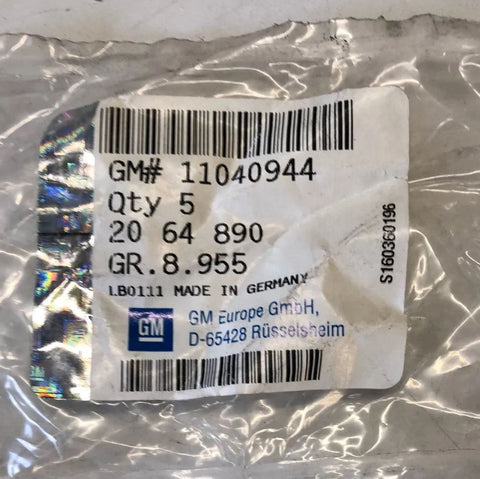 GM# 11040944
Qty 5
20 64 890
GR.8.955
LB0111 MADE IN GERMANY
GM
GM Europe GmbH,
D-65428 Rüsselsheim
S160360196